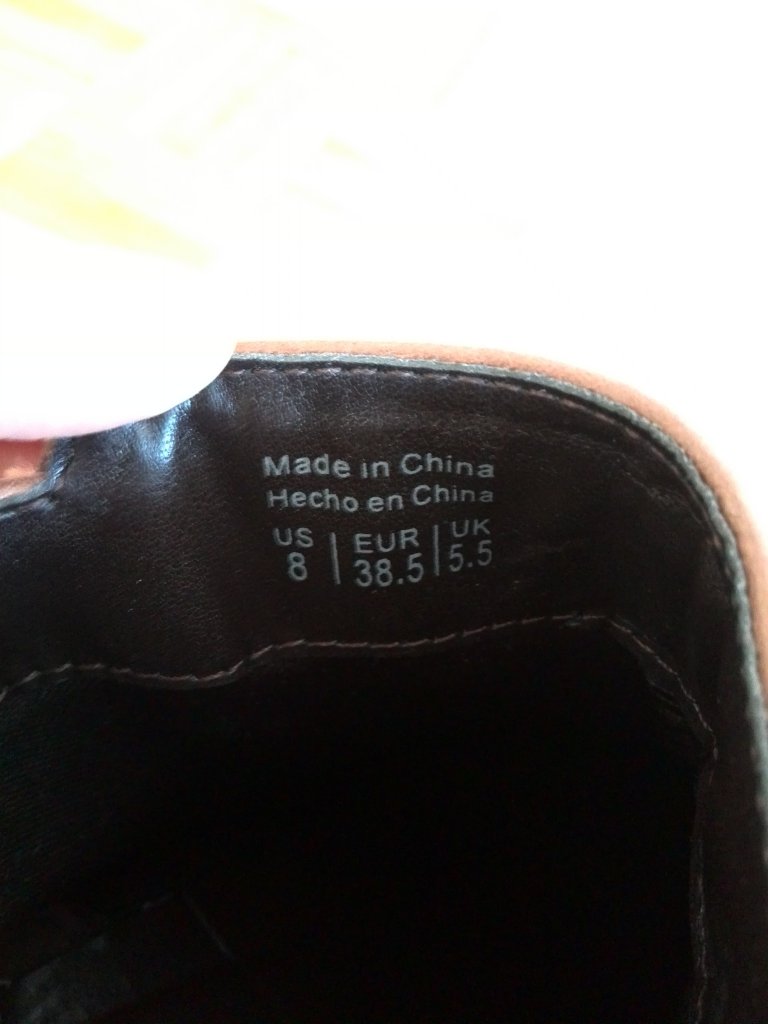 Made in China
Hecho en China
US | EUR | UK
8 | 38.5 | 5.5